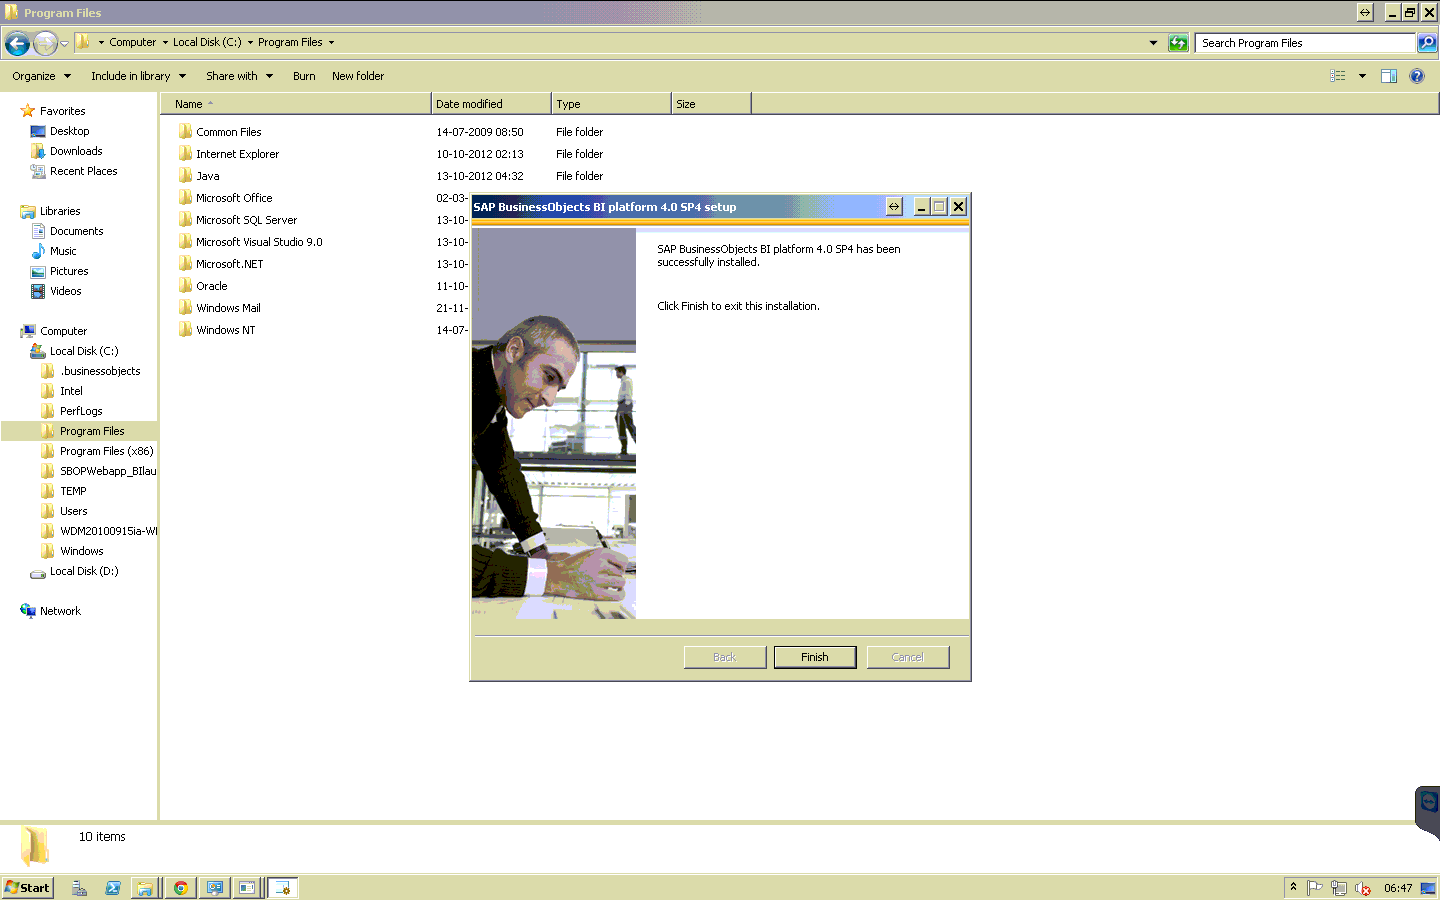 Program Files
Computer Local Disk (C:) Program Files
Search Program Files
Organize Include in library Share with Burn New folder
Name Date modified Type Size
Favorites
Desktop
Downloads
Recent Places
Libraries
Documents
Music
Pictures
Videos
Computer
Local Disk (C:)
.businessobjects
Intel
PerfLogs
Program Files
Program Files (x86)
SBOPWebapp_BIlau
TEMP
Users
WDM20100915ia-WI
Windows
Local Disk (D:)
Network
Common Files 14-07-2009 08:50 File folder
Internet Explorer 10-10-2012 02:13 File folder
Java 13-10-2012 04:32 File folder
Microsoft Office 02-03-
Microsoft SQL Server 13-10-
Microsoft Visual Studio 9.0 13-10-
Microsoft.NET 13-10-
Oracle 11-10-
Windows Mail 21-11-
Windows NT 14-07-
SAP BusinessObjects BI platform 4.0 SP4 setup
SAP BusinessObjects BI platform 4.0 SP4 has been
successfully installed.
Click Finish to exit this installation.
Back Finish Cancel
10 items
Start 06:47